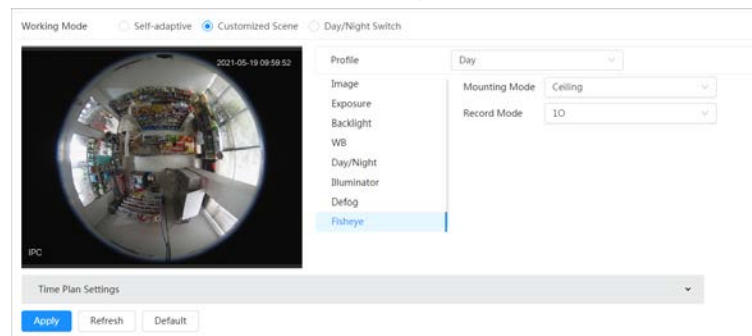 Working Mode Self-adaptive Customized Scene Day/Night Switch
2021-05-19 09:59:52
IPC
Profile Day
Image
Exposure
Backlight
WB
Day/Night
Illuminator
Defog
Fisheye
Mounting Mode Ceiling
Record Mode 1O
Time Plan Settings
Apply Refresh Default